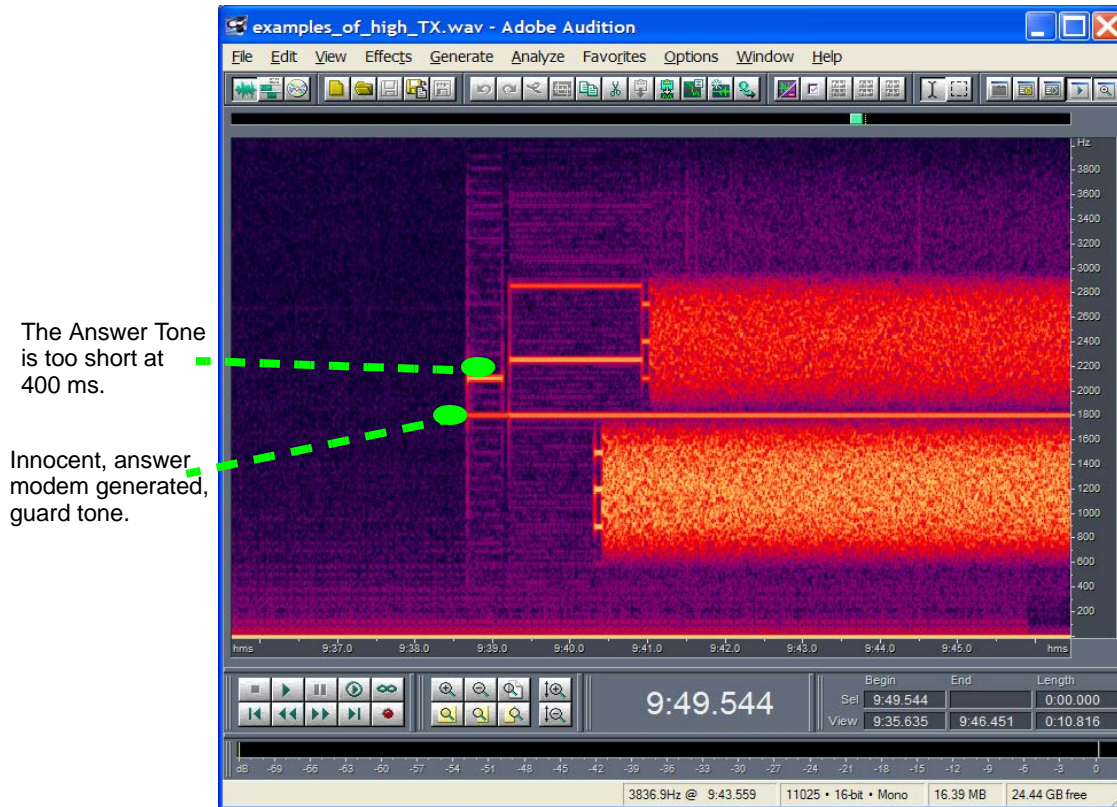 examples_of_high_TX.wav - Adobe Audition
File Edit View Effects Generate Analyze Favorites Options Window Help
Hz
3800
3600
3400
3200
3000
2800
2600
2400
2200
2000
1800
1600
1400
1200
1000
800
600
400
200
The Answer Tone
is too short at
400 ms.
Innocent, answer
modem generated,
guard tone.
hms 9:37.0 9:38.0 9:39.0 9:40.0 9:41.0 9:42.0 9:43.0 9:44.0 9:45.0 hms
9:49.544
Begin End Length
Sel 9:49.544 0:00.000
View 9:35.635 9:46.451 0:10.816
dB -69 -66 -63 -60 -57 -54 -51 -48 -45 -42 -39 -36 -33 -30 -27 -24 -21 -18 -15 -12 -9 -6 -3 0
3836.9Hz @ 9:43.559 11025 • 16-bit • Mono 16.39 MB 24.44 GB free